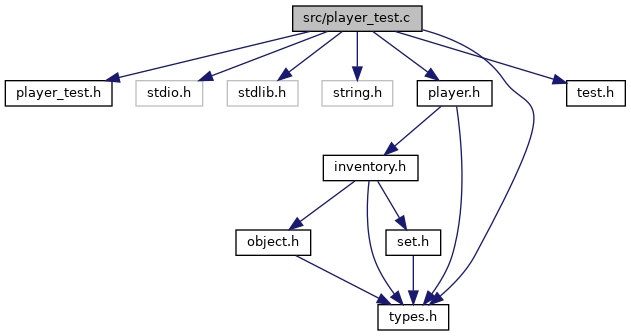 src/player_test.c
player_test.h
stdio.h
stdlib.h
string.h
player.h
test.h
inventory.h
object.h
set.h
types.h